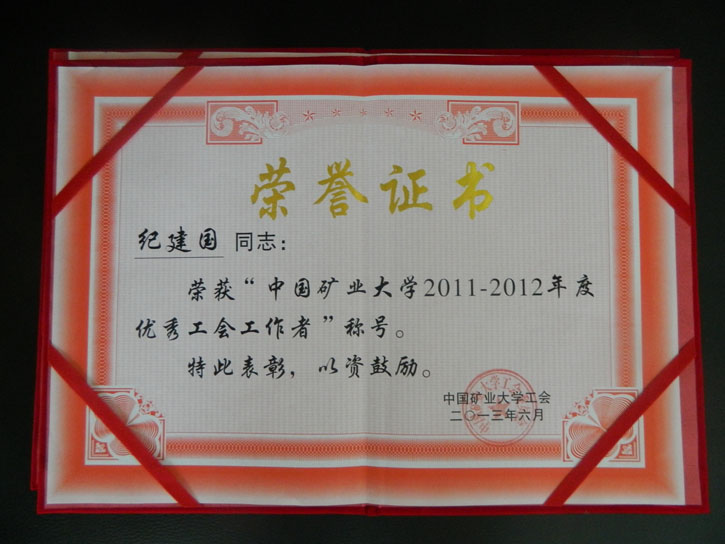 荣誉证书
纪建国 同志：
荣获“中国矿业大学2011-2012年度
优秀工会工作者”称号。
特此表彰，以资鼓励。
中国矿业大学工会
二〇一三年六月